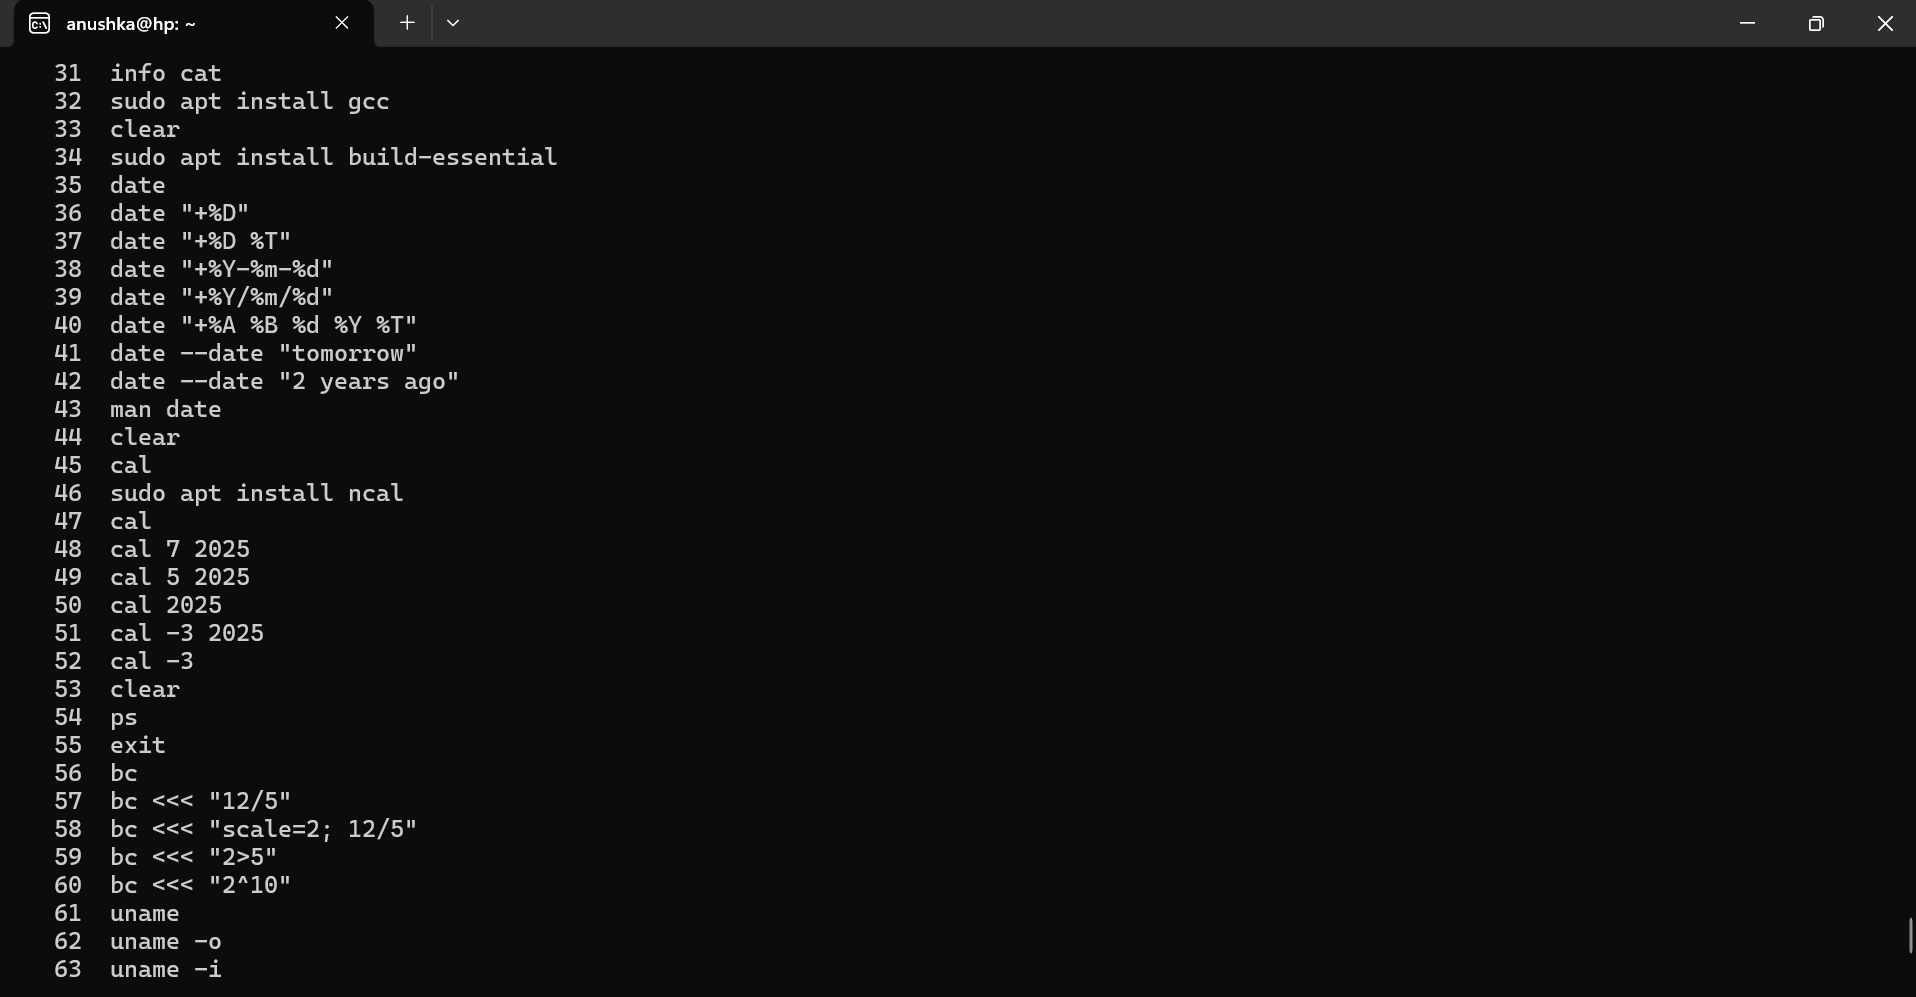 anushka@hp: ~
31 info cat
32 sudo apt install gcc
33 clear
34 sudo apt install build-essential
35 date
36 date "+%D"
37 date "+%D %T"
38 date "+%Y-%m-%d"
39 date "+%Y/%m/%d"
40 date "+%A %B %d %Y %T"
41 date --date "tomorrow"
42 date --date "2 years ago"
43 man date
44 clear
45 cal
46 sudo apt install ncal
47 cal
48 cal 7 2025
49 cal 5 2025
50 cal 2025
51 cal -3 2025
52 cal -3
53 clear
54 ps
55 exit
56 bc
57 bc <<< "12/5"
58 bc <<< "scale=2; 12/5"
59 bc <<< "2>5"
60 bc <<< "2^10"
61 uname
62 uname -o
63 uname -i